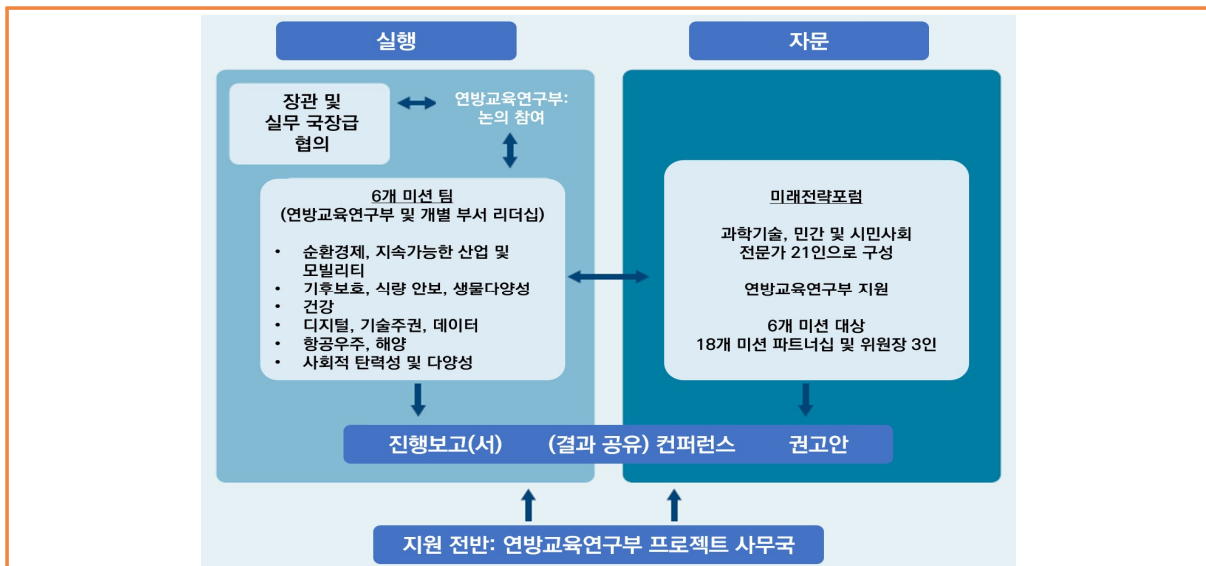 실행
장관 및
실무 국장급
협의
연방교육연구부:
논의 참여
6개 미션 팀
(연방교육연구부 및 개별 부서 리더십)
• 순환경제, 지속가능한 산업 및
모빌리티
• 기후보호, 식량 안보, 생물다양성
• 건강
• 디지털, 기술주권, 데이터
• 항공우주, 해양
• 사회적 탄력성 및 다양성
자문
미래전략포럼
과학기술, 민간 및 시민사회
전문가 21인으로 구성
연방교육연구부 지원
6개 미션 대상
18개 미션 파트너십 및 위원장 3인
진행보고(서) (결과 공유) 컨퍼런스 권고안
지원 전반: 연방교육연구부 프로젝트 사무국